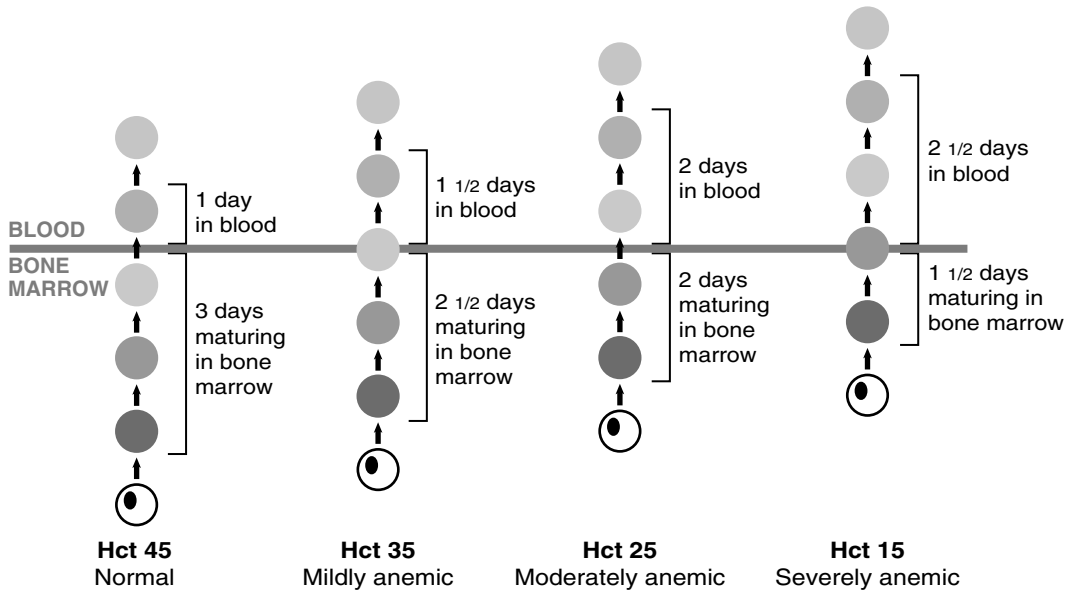 BLOOD
BONE
MARROW
1 day
in blood
3 days
maturing
in bone
marrow
Hct 45
Normal
1 1/2 days
in blood
2 1/2 days
maturing
in bone
marrow
Hct 35
Mildly anemic
2 days
in blood
2 days
maturing
in bone
marrow
Hct 25
Moderately anemic
2 1/2 days
in blood
1 1/2 days
maturing in
bone marrow
Hct 15
Severely anemic